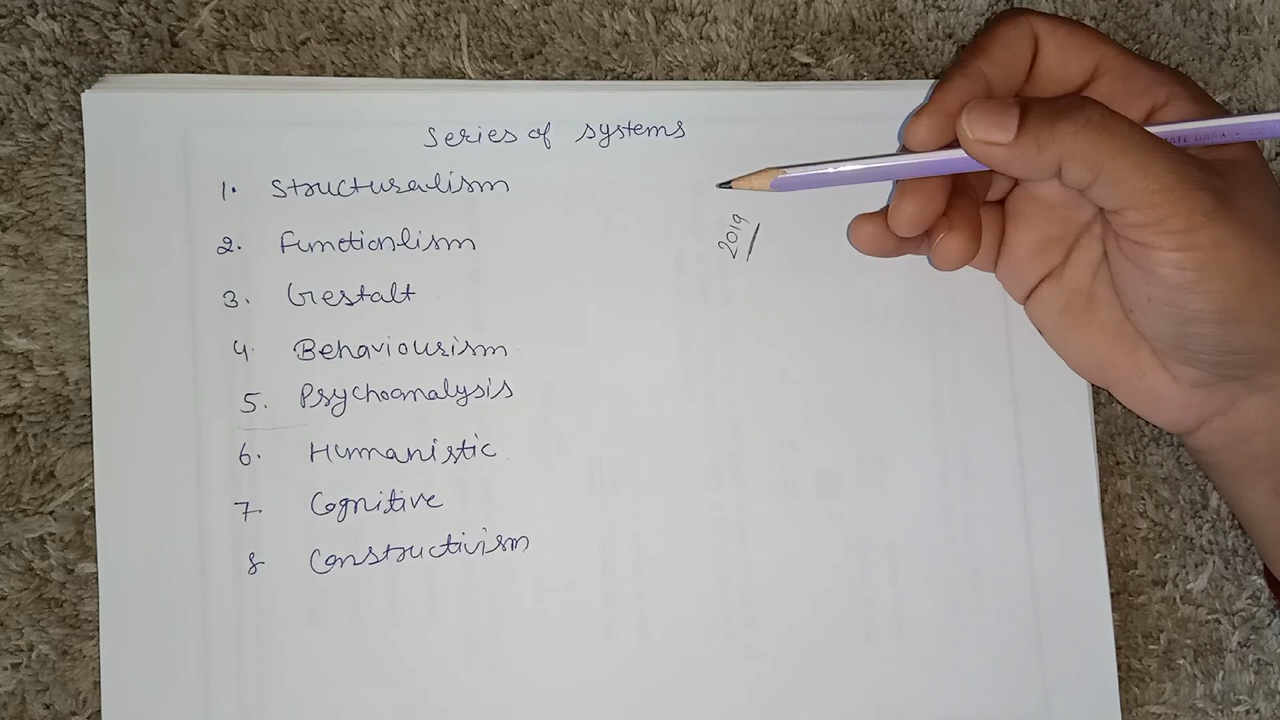 Series of systems
1. Structuralism
2. Functionlism
2019
3. Gestalt
4. Behaviourism
5. Psychoanalysis
6. Humanistic
7. Cognitive
8 Constructivism